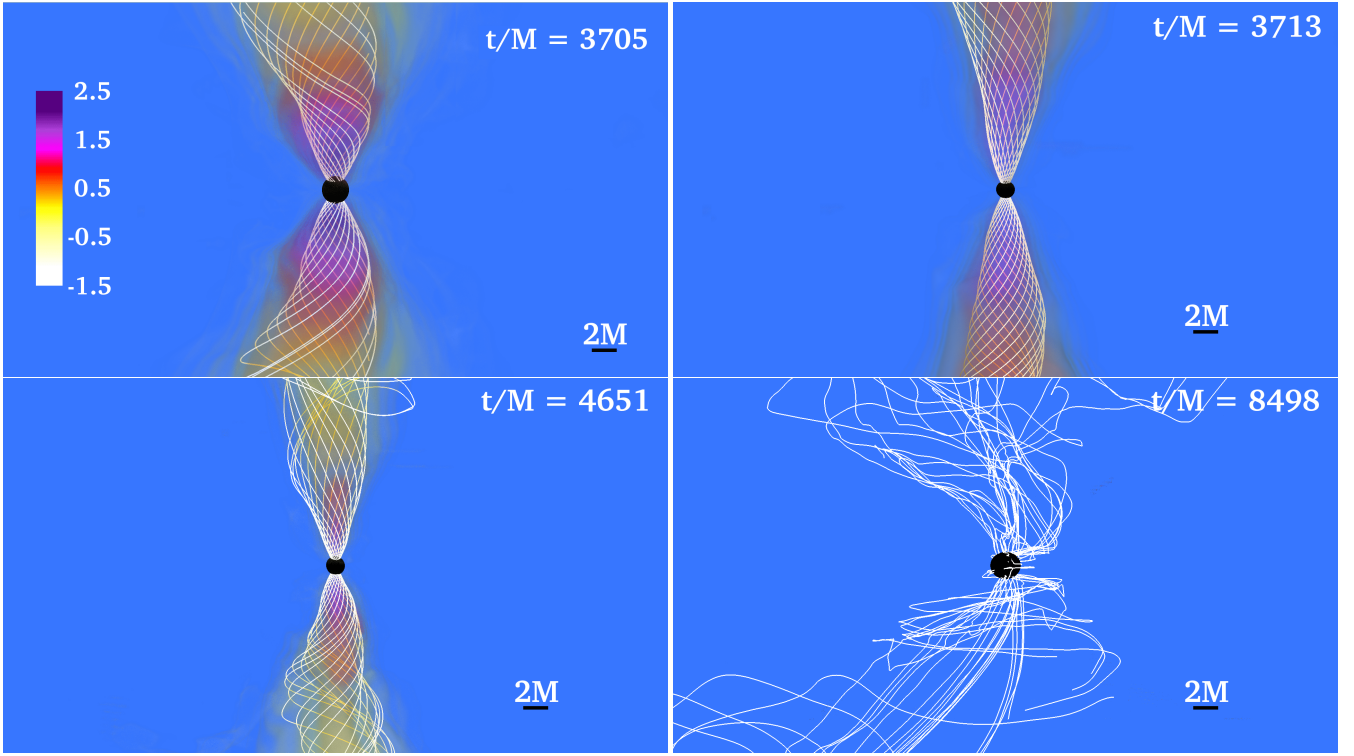 t/M = 3705
2.5
1.5
0.5
-0.5
-1.5
2M
t/M = 3713
2M
t/M = 4651
2M
t/M = 8498
2M